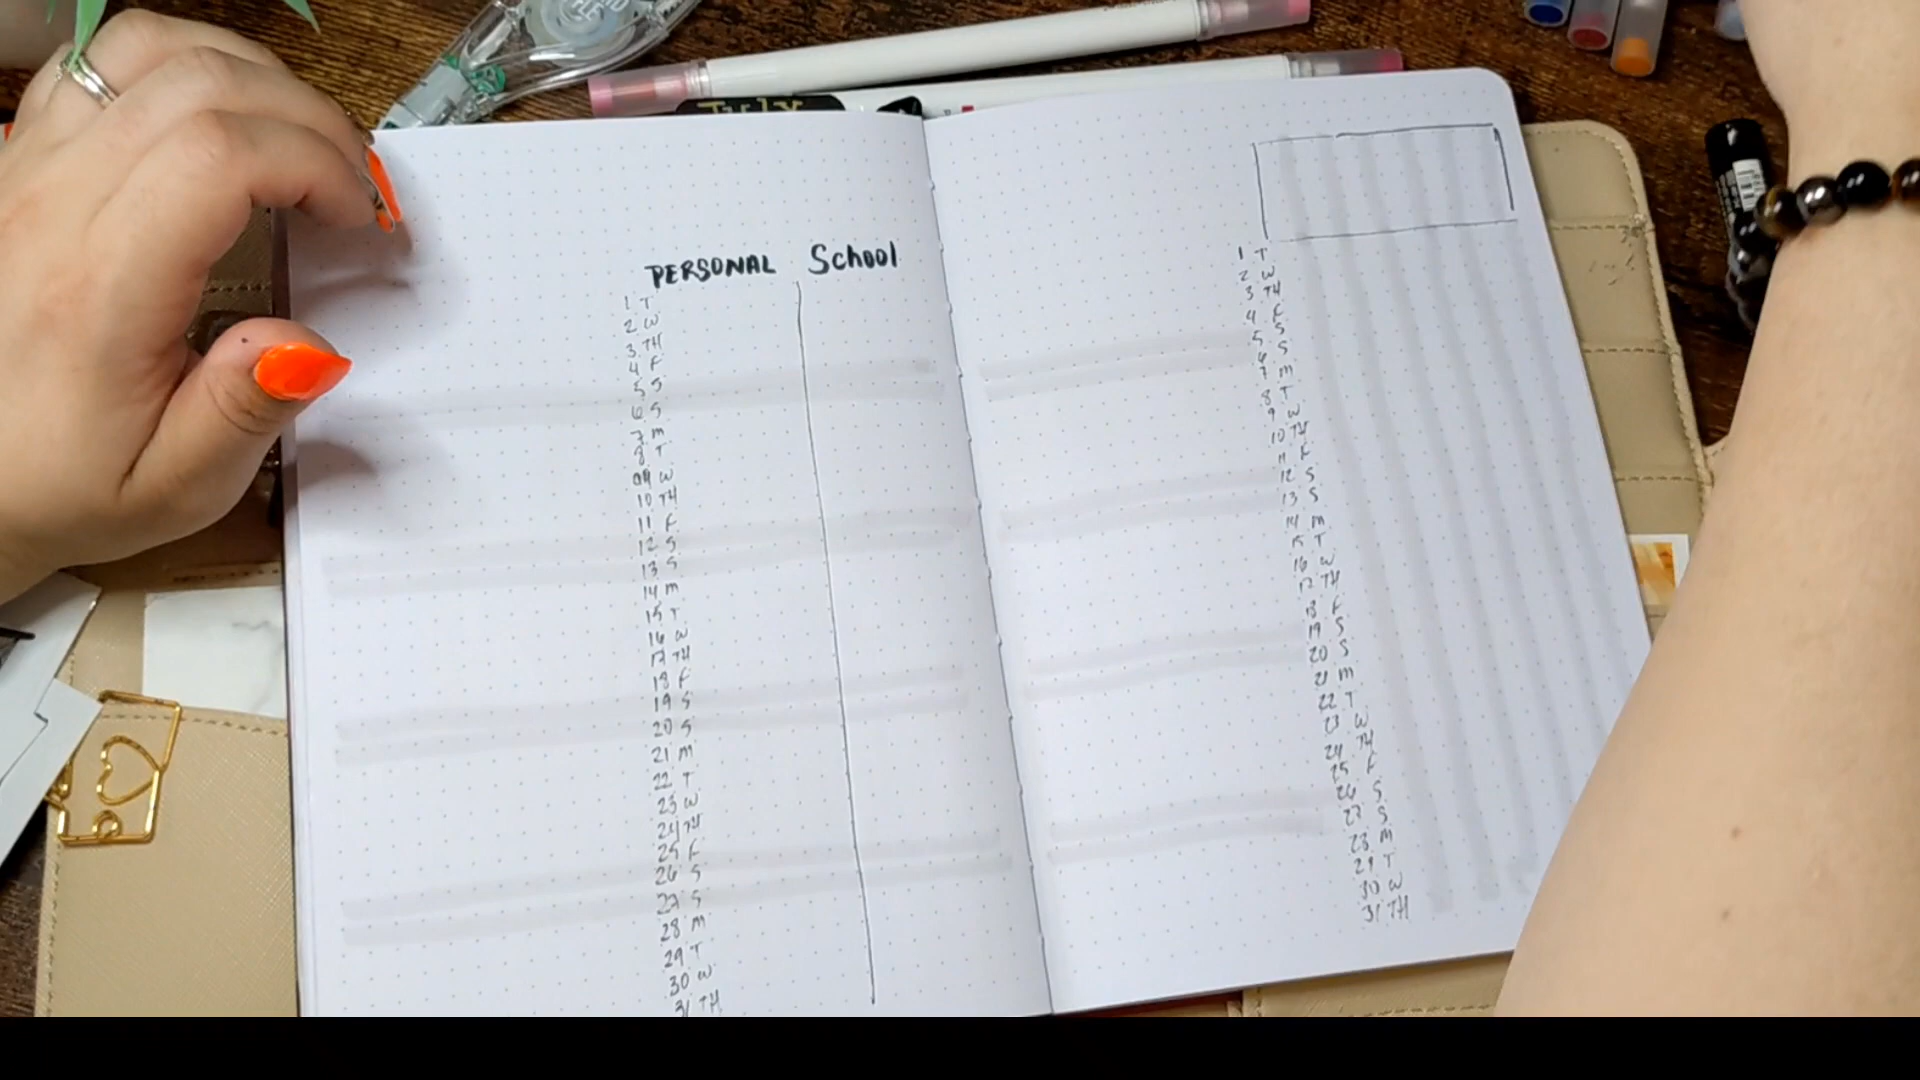 July
PERSONAL School
1 T
2 W
3 TH
4 F
5 S
6 S
7 M
8 T
9 W
10 TH
11 F
12 S
13 S
14 M
15 T
16 W
17 TH
18 F
19 S
20 S
21 M
22 T
23 W
24 TH
25 F
26 S
27 S
28 M
29 T
30 W
31 TH
1 T
2 W
3 TH
4 F
5 S
6 S
7 M
8 T
9 W
10 TH
11 F
12 S
13 S
14 M
15 T
16 W
17 TH
18 F
19 S
20 S
21 M
22 T
23 W
24 TH
25 F
26 S
27 S
28 M
29 T
30 W
31 TH